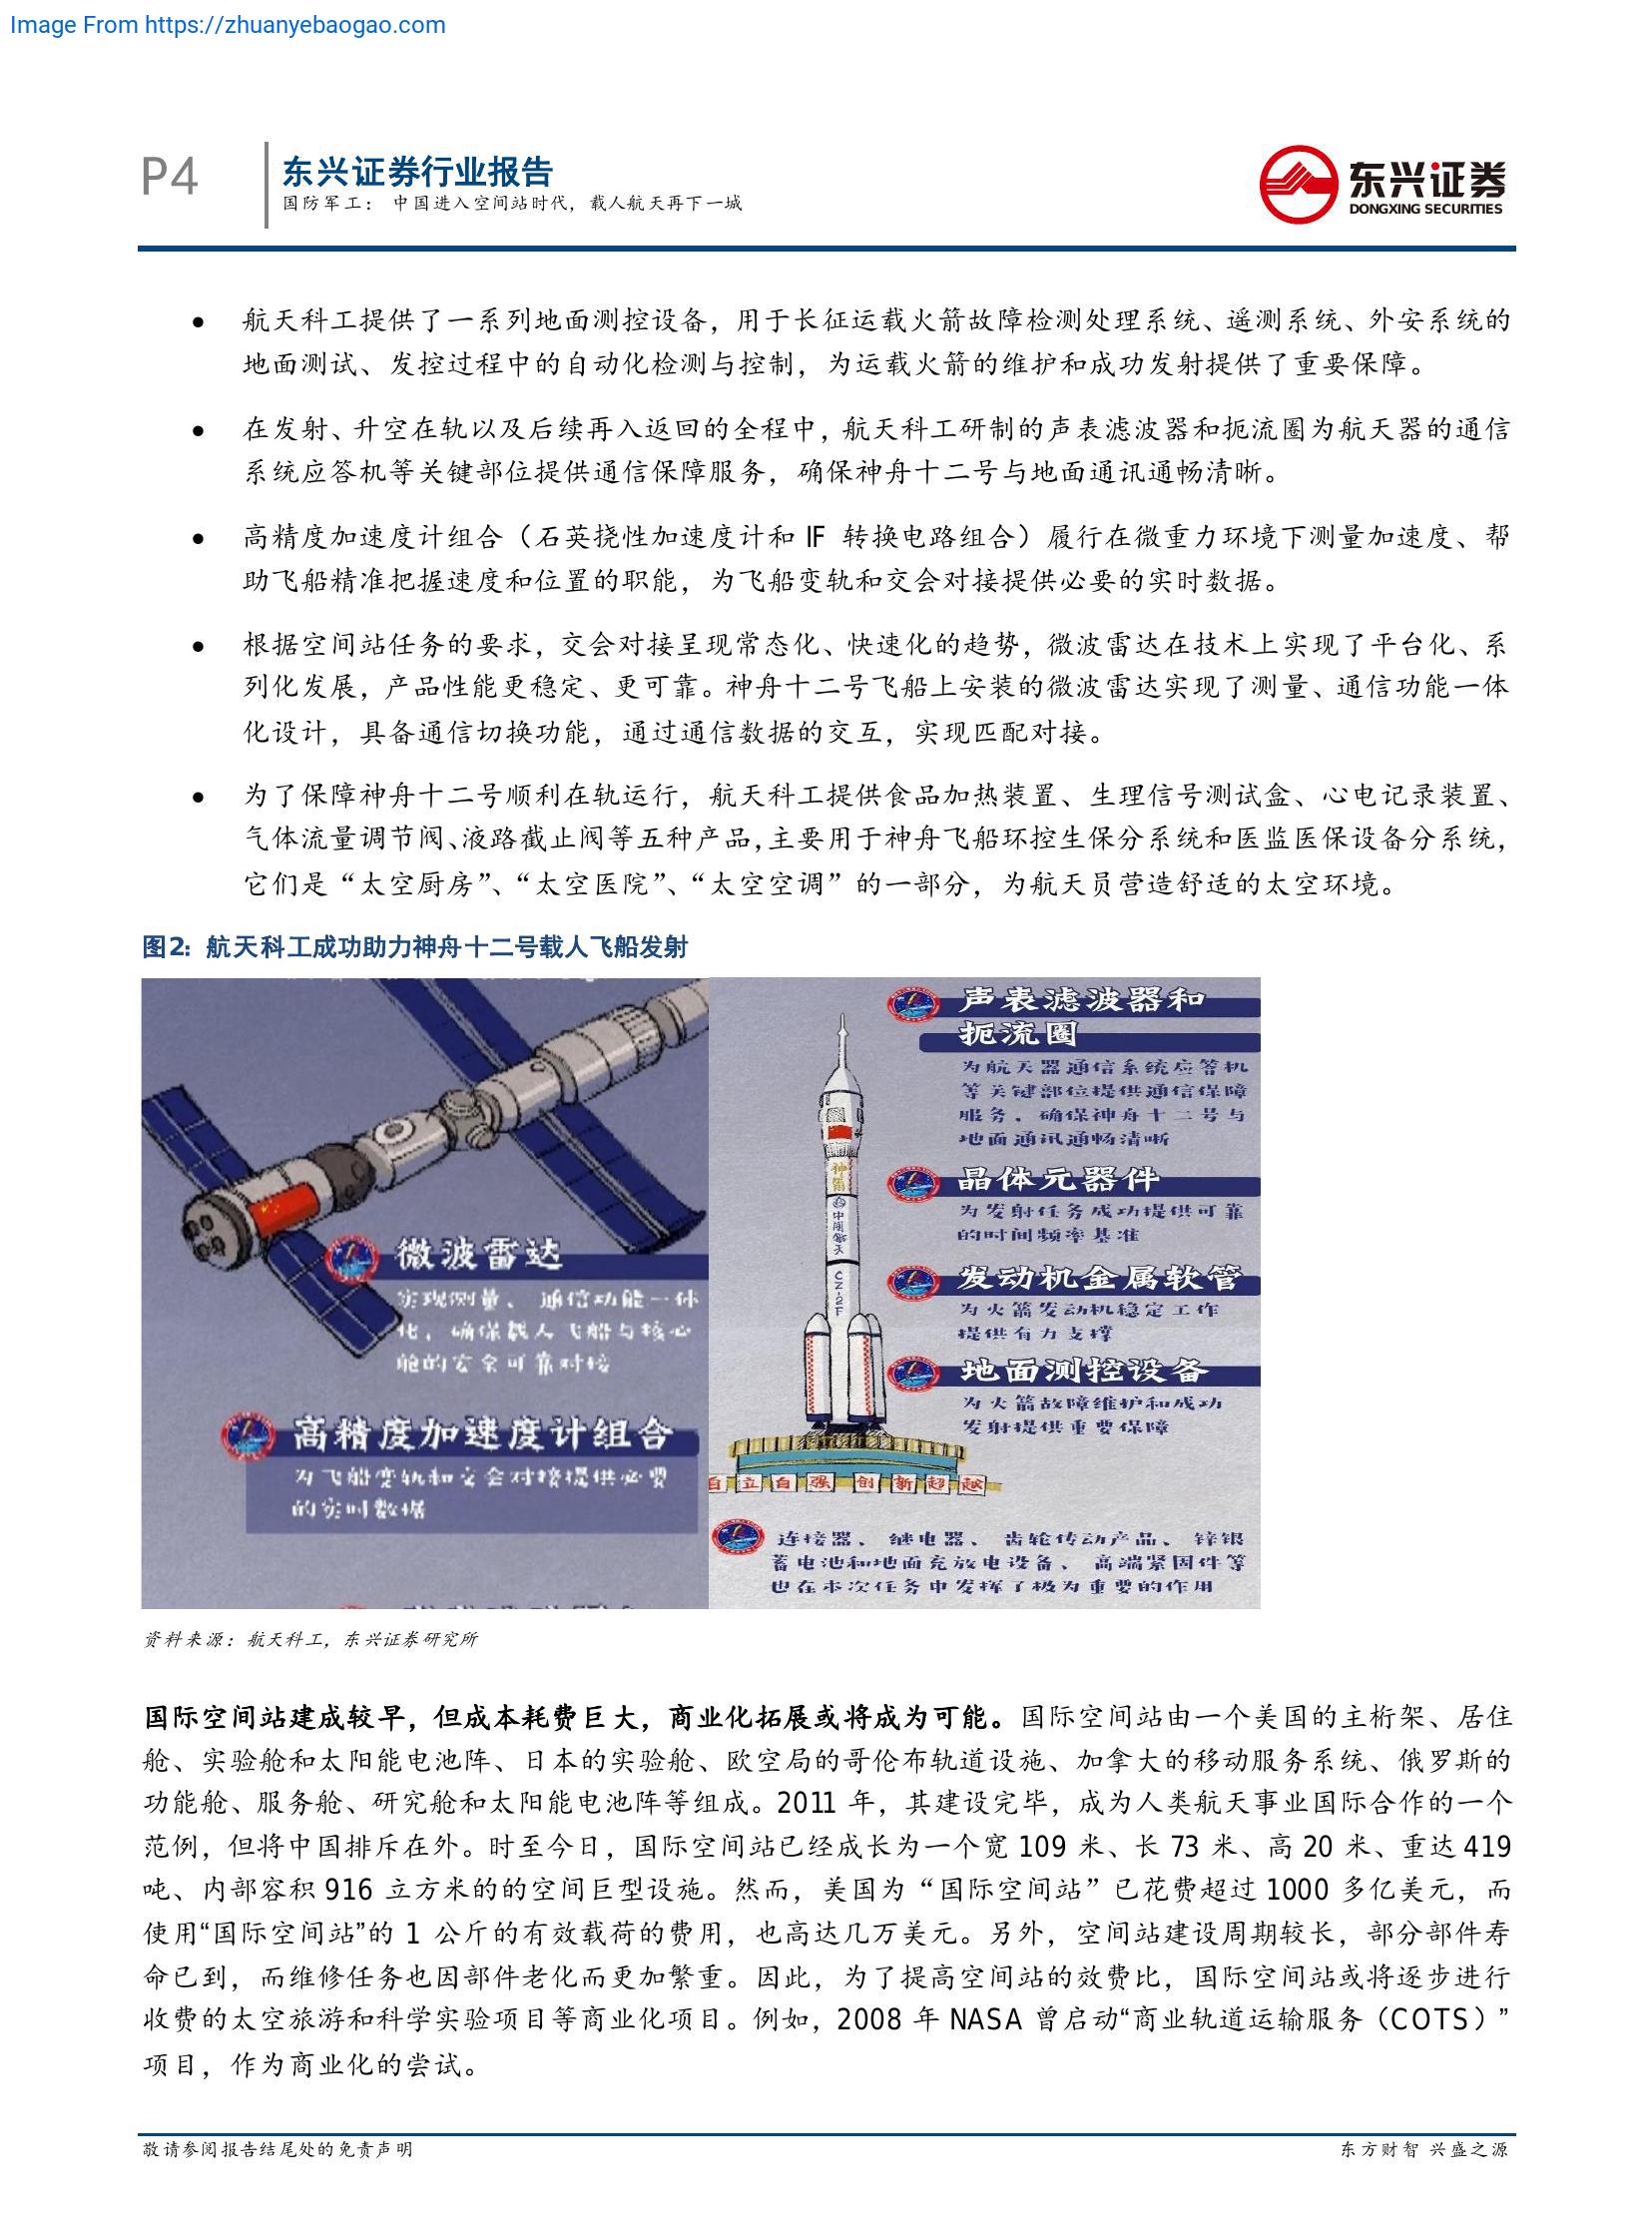 Image From https://zhuanyebaogao.com
P4
东兴证券行业报告
国防军工： 中国进入空间站时代，载人航天再下一城
东兴证券
DONGXING SECURITIES
● 航天科工提供了一系列地面测控设备，用于长征运载火箭故障检测处理系统、遥测系统、外安系统的
地面测试、发控过程中的自动化检测与控制，为运载火箭的维护和成功发射提供了重要保障。
● 在发射、升空在轨以及后续再入返回的全程中，航天科工研制的声表滤波器和扼流圈为航天器的通信
系统应答机等关键部位提供通信保障服务，确保神舟十二号与地面通讯通畅清晰。
● 高精度加速度计组合（石英挠性加速度计和 IF 转换电路组合）履行在微重力环境下测量加速度、帮
助飞船精准把握速度和位置的职能，为飞船变轨和交会对接提供必要的实时数据。
● 根据空间站任务的要求，交会对接呈现常态化、快速化的趋势，微波雷达在技术上实现了平台化、系
列化发展，产品性能更稳定、更可靠。神舟十二号飞船上安装的微波雷达实现了测量、通信功能一体
化设计，具备通信切换功能，通过通信数据的交互，实现匹配对接。
● 为了保障神舟十二号顺利在轨运行，航天科工提供食品加热装置、生理信号测试盒、心电记录装置、
气体流量调节阀、液路截止阀等五种产品，主要用于神舟飞船环控生保分系统和医监医保设备分系统，
它们是“太空厨房”、“太空医院”、“太空空调”的一部分，为航天员营造舒适的太空环境。
图2：航天科工成功助力神舟十二号载人飞船发射
微波雷达
实现测量、通信功能一体
化，确保载人飞船与核心
舱的安全可靠对接
高精度加速度计组合
为飞船变轨和交会对接提供必要
的实时数据
声表滤波器和
扼流圈
为航天器通信系统应答机
等关键部位提供通信保障
服务，确保神舟十二号与
地面通讯通畅清晰
晶体元器件
为发射任务成功提供可靠
的时间频率基准
发动机金属软管
为火箭发动机稳定工作
提供有力支撑
地面测控设备
为火箭故障维护和成功
发射提供重要保障
神箭
中国航天
CZ-2F
自立自强 创新超越
连接器、继电器、齿轮传动产品、锌银
蓄电池和地面充放电设备、高端紧固件等
也在本次任务中发挥了极为重要的作用
资料来源：航天科工，东兴证券研究所
国际空间站建成较早，但成本耗费巨大，商业化拓展或将成为可能。国际空间站由一个美国的主桁架、居住
舱、实验舱和太阳能电池阵、日本的实验舱、欧空局的哥伦布轨道设施、加拿大的移动服务系统、俄罗斯的
功能舱、服务舱、研究舱和太阳能电池阵等组成。2011 年，其建设完毕，成为人类航天事业国际合作的一个
范例，但将中国排斥在外。时至今日，国际空间站已经成长为一个宽 109 米、长 73 米、高 20 米、重达 419
吨、内部容积 916 立方米的的空间巨型设施。然而，美国为“国际空间站”已花费超过 1000 多亿美元，而
使用“国际空间站”的 1 公斤的有效载荷的费用，也高达几万美元。另外，空间站建设周期较长，部分部件寿
命已到，而维修任务也因部件老化而更加繁重。因此，为了提高空间站的效费比，国际空间站或将逐步进行
收费的太空旅游和科学实验项目等商业化项目。例如，2008 年 NASA 曾启动“商业轨道运输服务（COTS）”
项目，作为商业化的尝试。
敬请参阅报告结尾处的免责声明
东方财智 兴盛之源